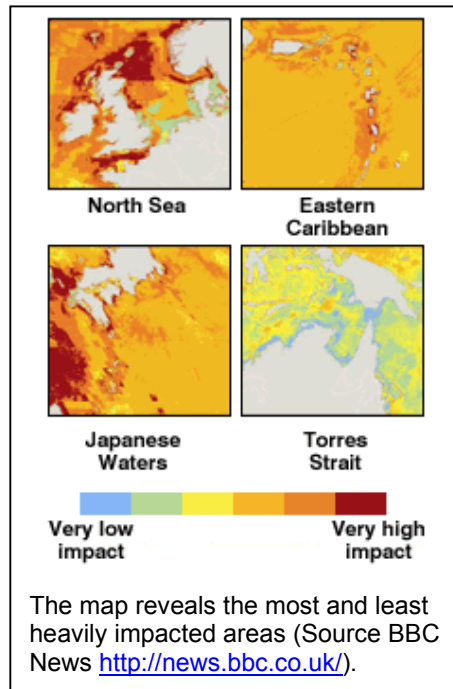 North Sea
Eastern
Caribbean
Japanese
Waters
Torres
Strait
Very low
impact
Very high
impact
The map reveals the most and least
heavily impacted areas (Source BBC
News http://news.bbc.co.uk/).